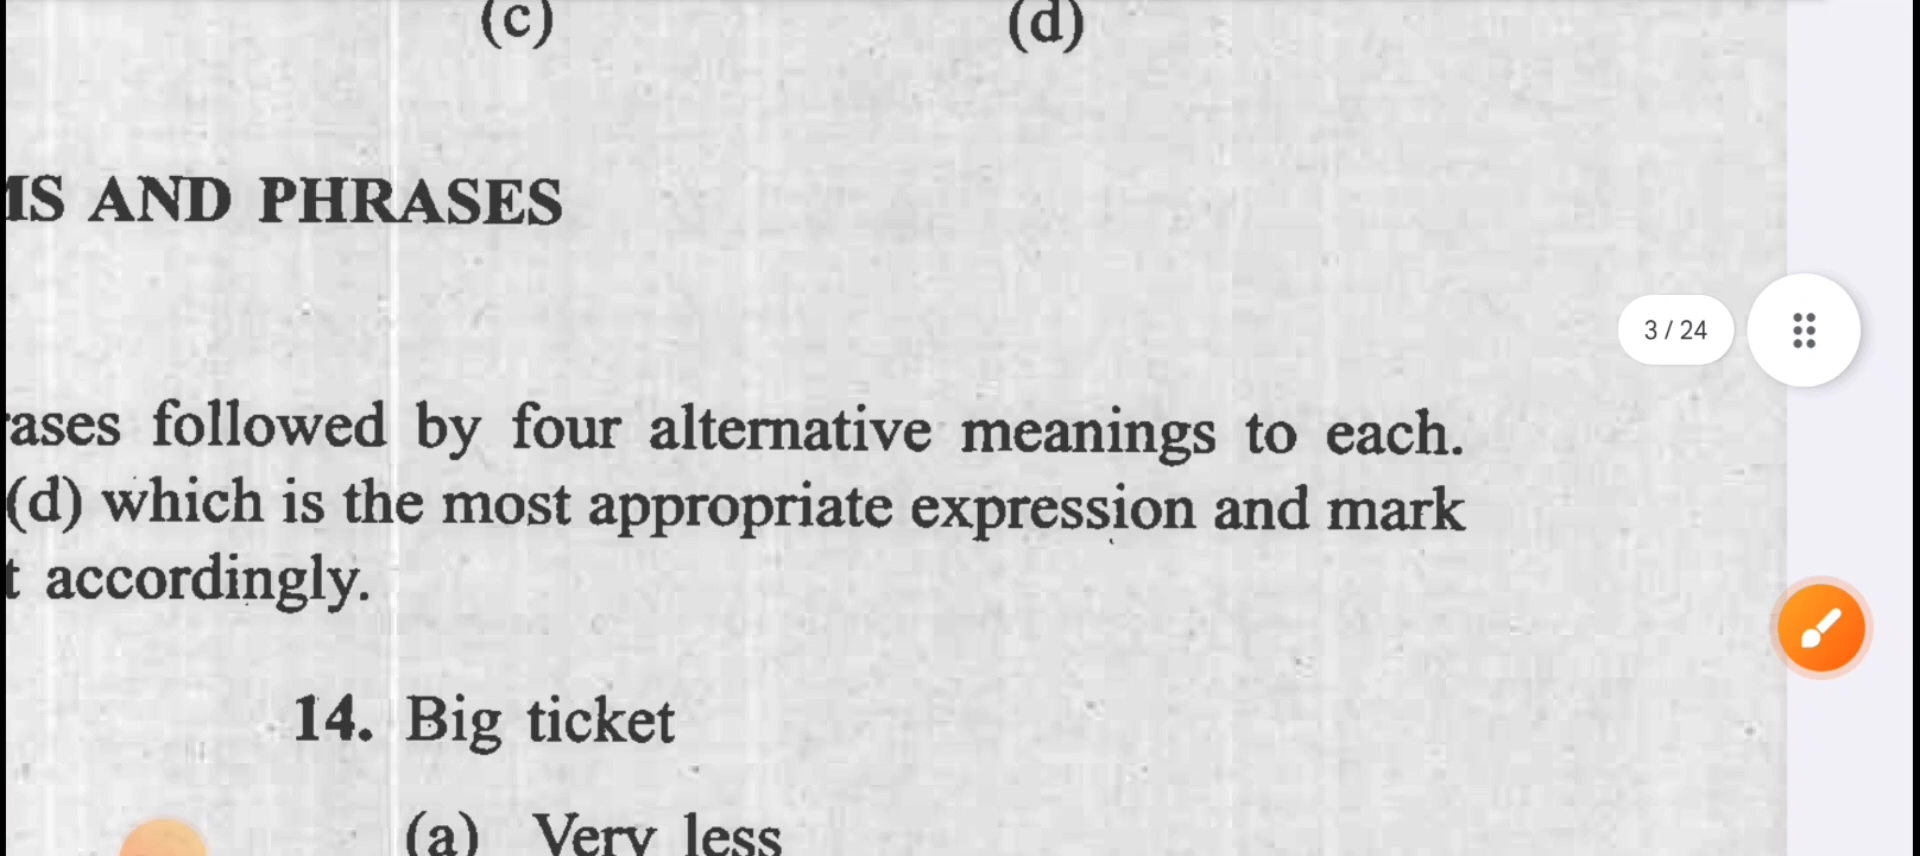 (c) (d)
IS AND PHRASES
3 / 24
ases followed by four alternative meanings to each.
(d) which is the most appropriate expression and mark
t accordingly.
14. Big ticket
(a) Very less